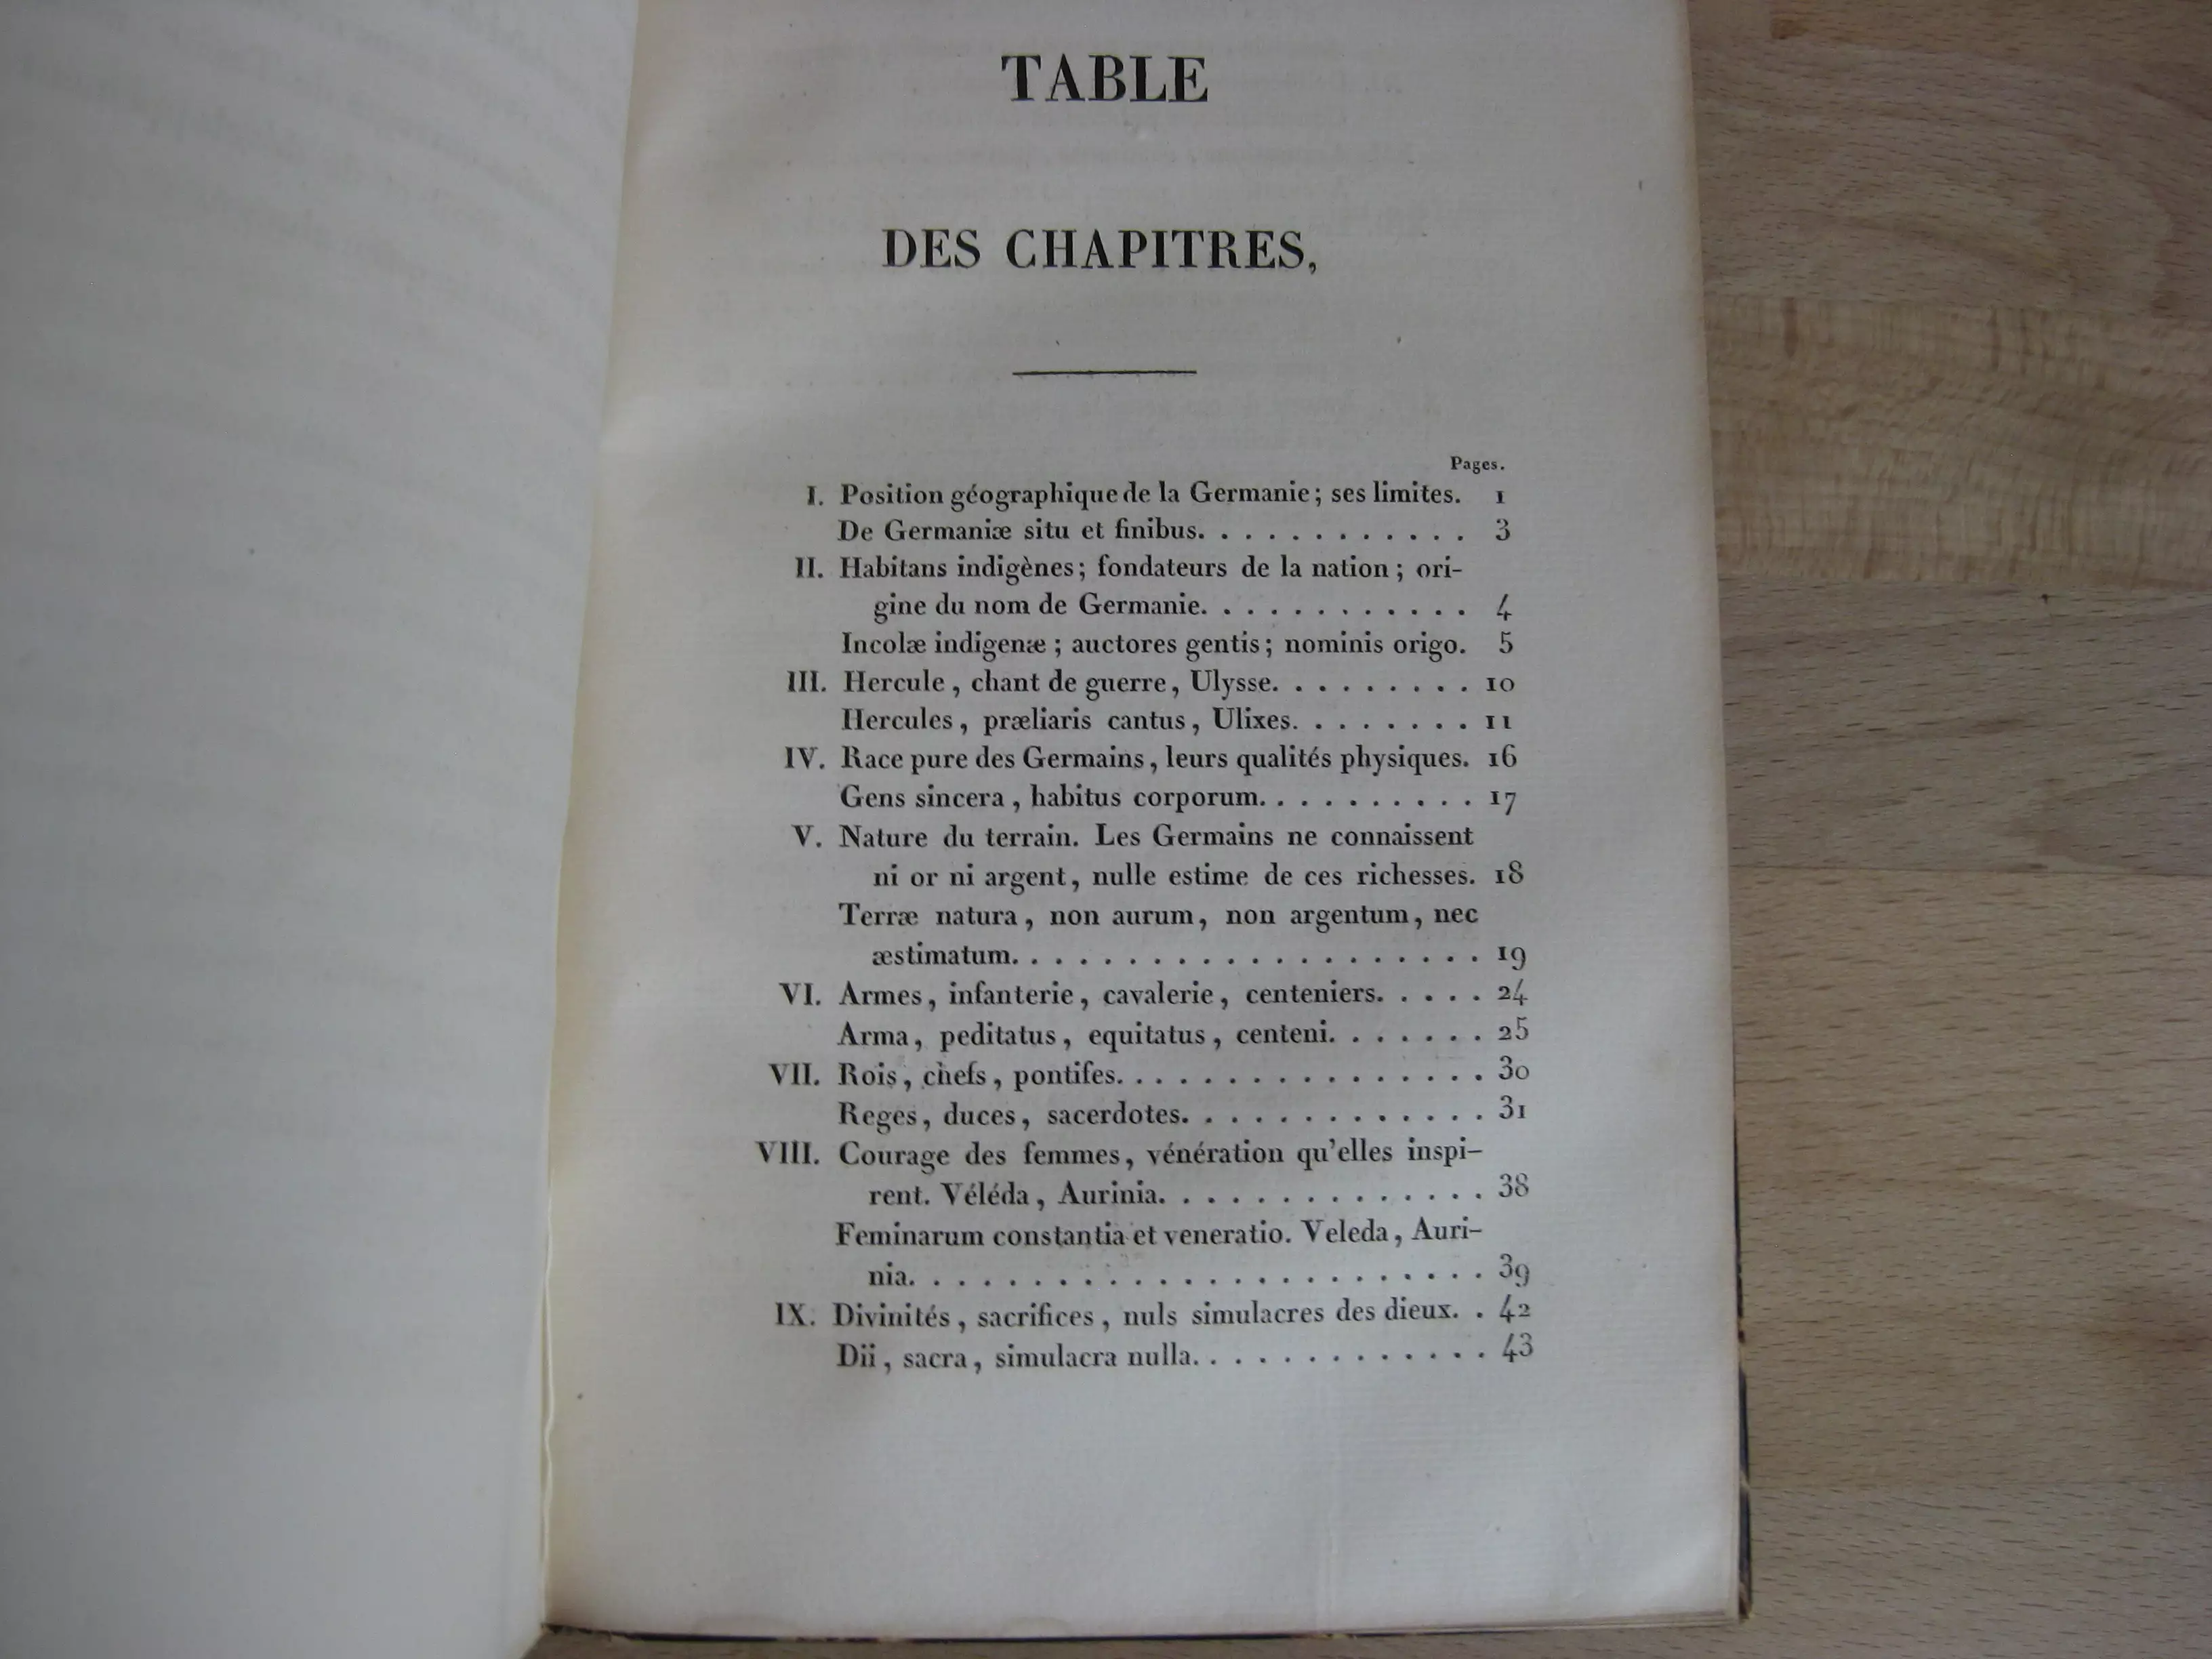 TABLE
DES CHAPITRES,
Pages.
I. Position géographique de la Germanie ; ses limites. 1
De Germaniæ situ et finibus. . . . . . . . . . . . 3
II. Habitans indigènes ; fondateurs de la nation ; ori-
gine du nom de Germanie. . . . . . . . . . . . 4
Incolæ indigenæ ; auctores gentis ; nominis origo. 5
III. Hercule , chant de guerre , Ulysse. . . . . . . . . 10
Hercules , præliaris cantus , Ulixes. . . . . . . . 11
IV. Race pure des Germains , leurs qualités physiques. 16
Gens sincera , habitus corporum. . . . . . . . . . 17
V. Nature du terrain. Les Germains ne connaissent
ni or ni argent , nulle estime de ces richesses. 18
Terræ natura , non aurum , non argentum , nec
æstimatum. . . . . . . . . . . . . . . . . . . 19
VI. Armes , infanterie , cavalerie , centeniers. . . . . 24
Arma , peditatus , equitatus , centeni. . . . . . . 25
VII. Rois , chefs , pontifes. . . . . . . . . . . . . . . 30
Reges , duces , sacerdotes. . . . . . . . . . . . . 31
VIII. Courage des femmes , vénération qu'elles inspi-
rent. Véléda , Aurinia. . . . . . . . . . . . . . 38
Feminarum constantia et veneratio. Veleda , Auri-
nia. . . . . . . . . . . . . . . . . . . . . . . . 39
IX. Divinités , sacrifices , nuls simulacres des dieux. . 42
Dii , sacra , simulacra nulla. . . . . . . . . . . . . 43